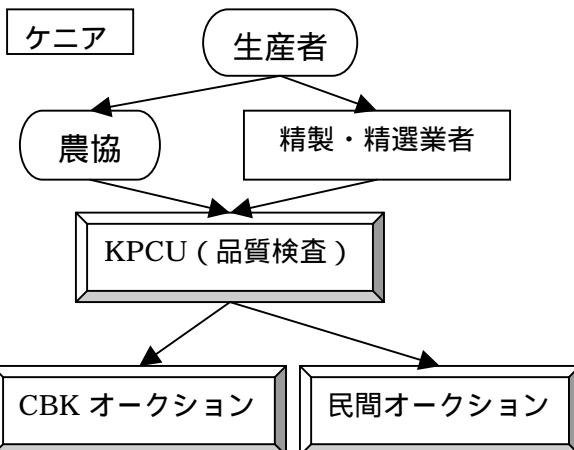 ケニア
生産者
農協
精製・精選業者
KPCU（品質検査）
CBK オークション
民間オークション